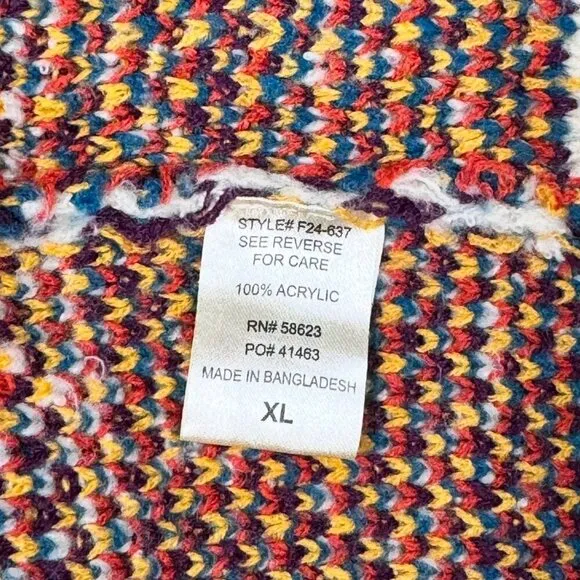 STYLE# F24-637
SEE REVERSE
FOR CARE
100% ACRYLIC
RN# 58623
PO# 41463
MADE IN BANGLADESH
XL